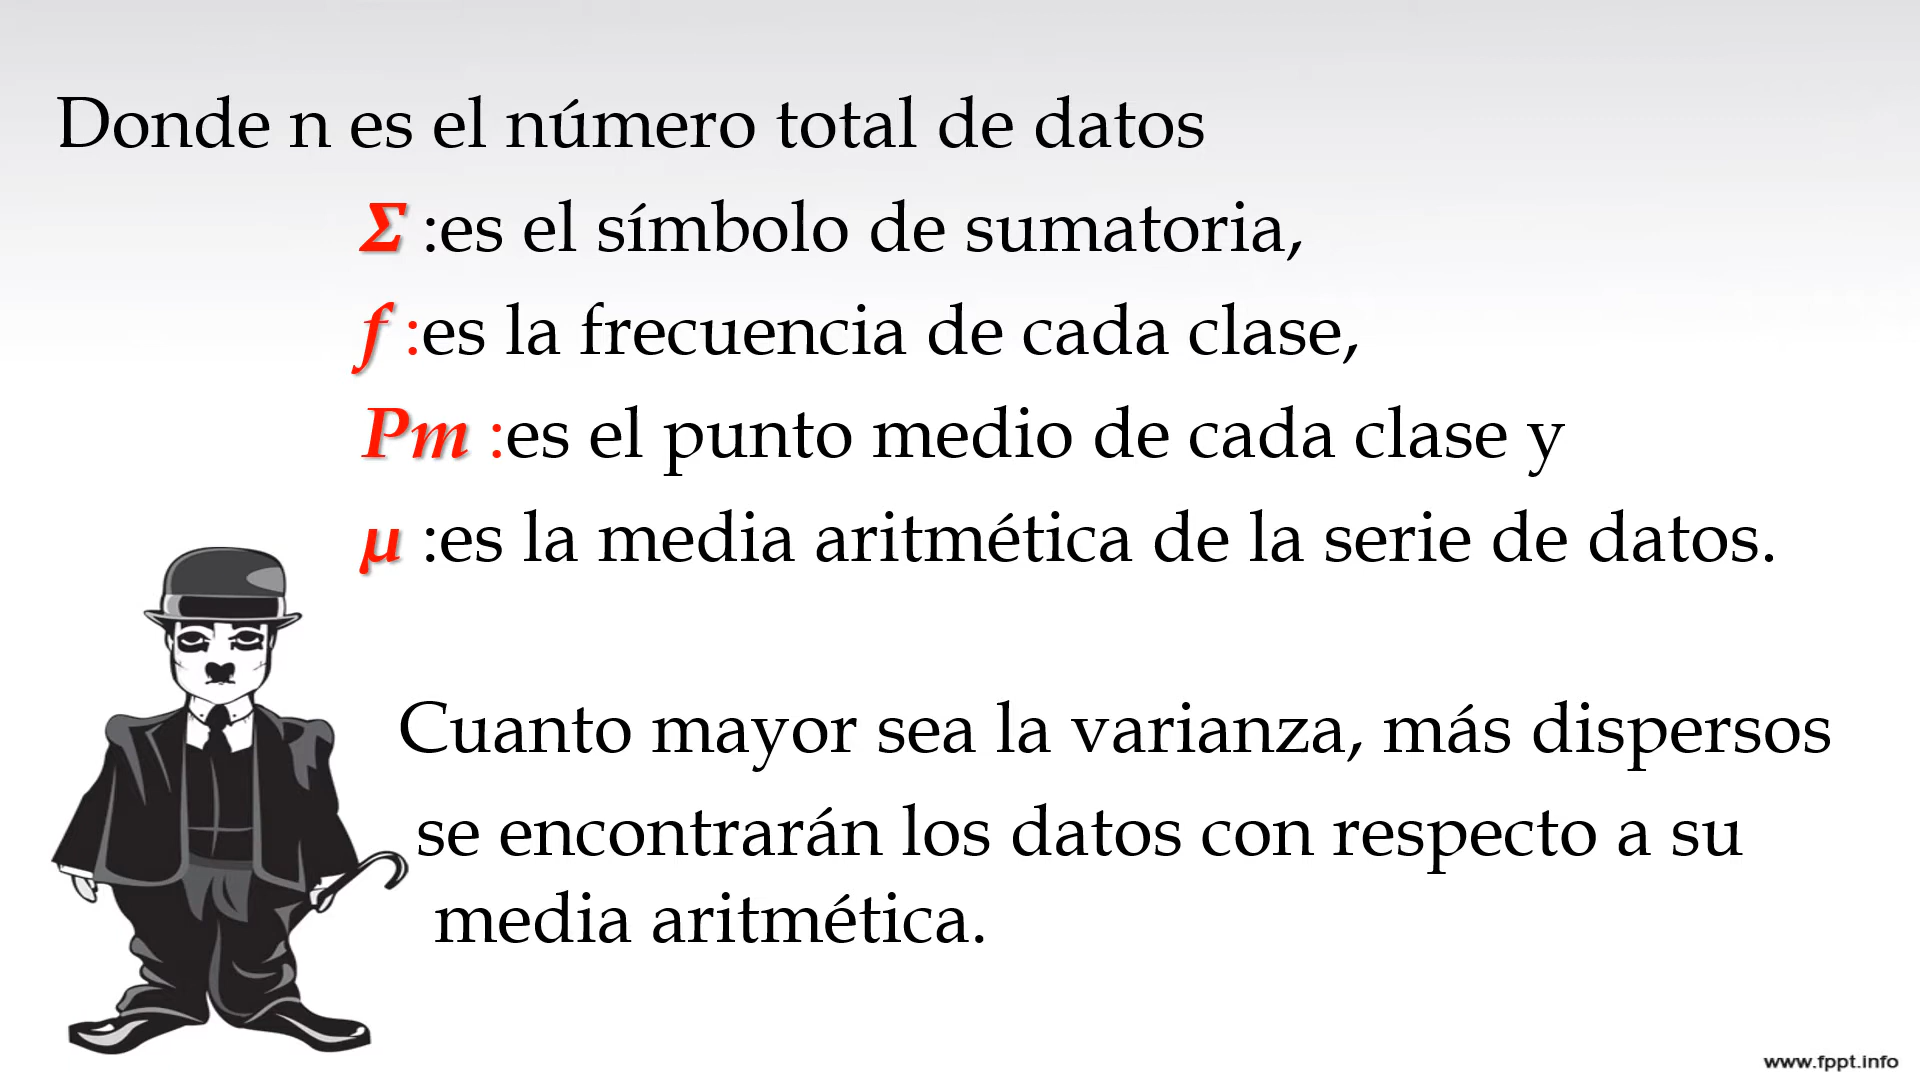 Donde n es el número total de datos
Σ :es el símbolo de sumatoria,
f :es la frecuencia de cada clase,
Pm :es el punto medio de cada clase y
μ :es la media aritmética de la serie de datos.
Cuanto mayor sea la varianza, más dispersos
se encontrarán los datos con respecto a su
media aritmética.
www.fppt.info